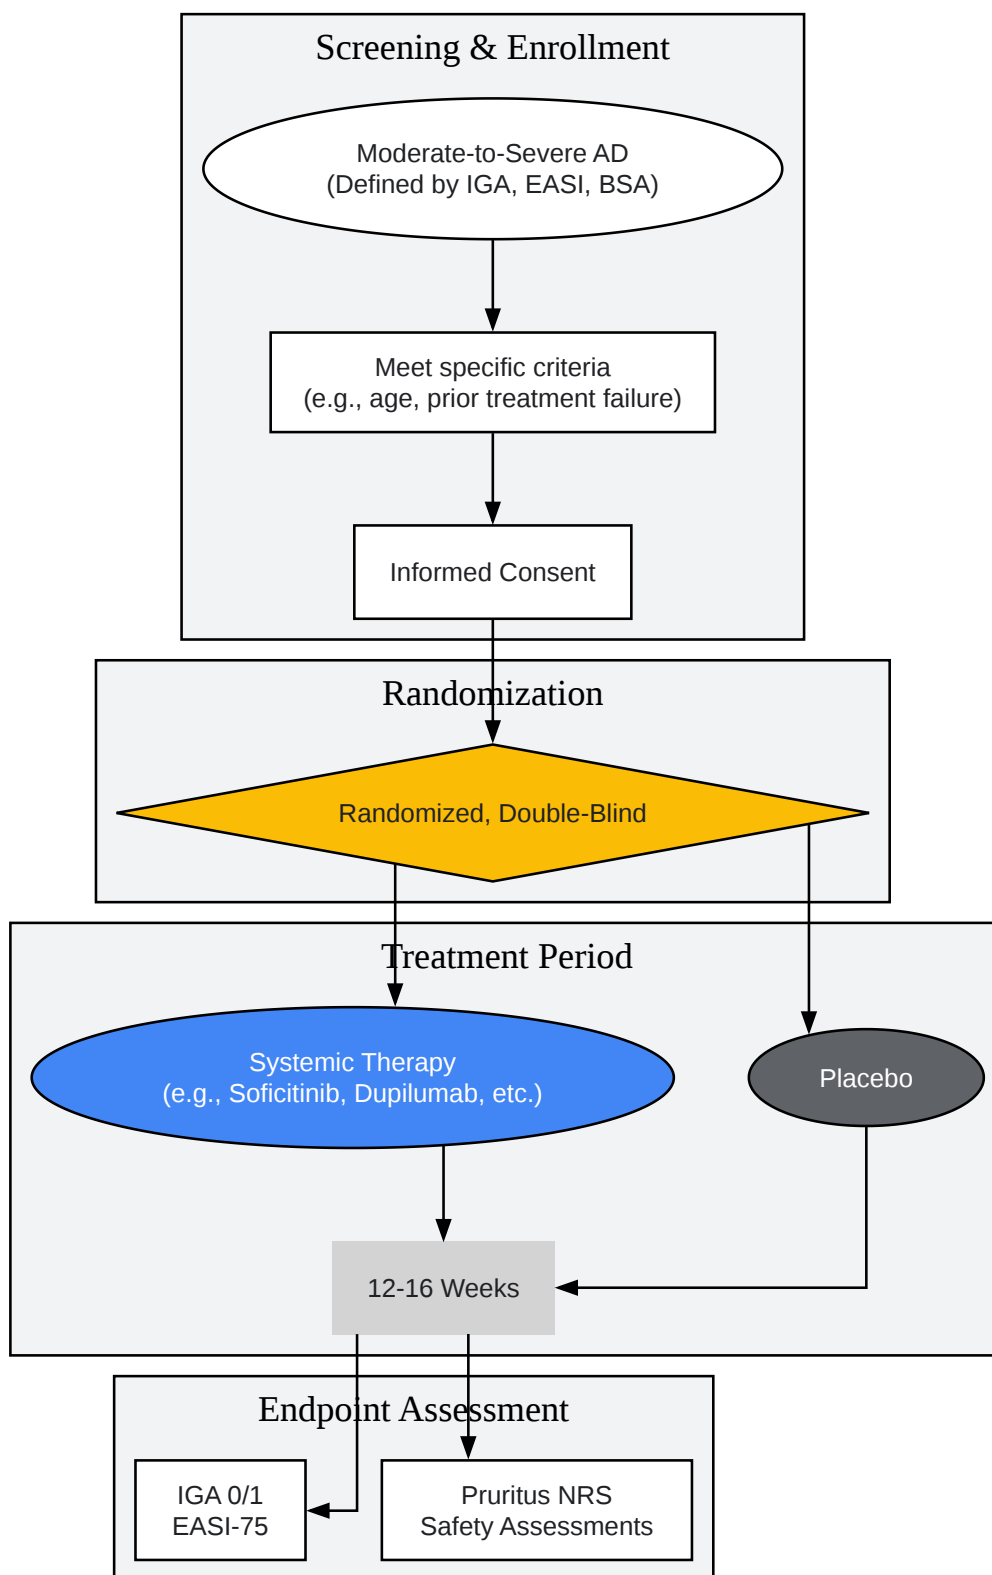 Screening & Enrollment
Moderate-to-Severe AD
(Defined by IGA, EASI, BSA)
Meet specific criteria
(e.g., age, prior treatment failure)
Informed Consent
Randomization
Randomized, Double-Blind
Treatment Period
Systemic Therapy
(e.g., Soficitinib, Dupilumab, etc.)
Placebo
12-16 Weeks
Endpoint Assessment
IGA 0/1
EASI-75
Pruritus NRS
Safety Assessments